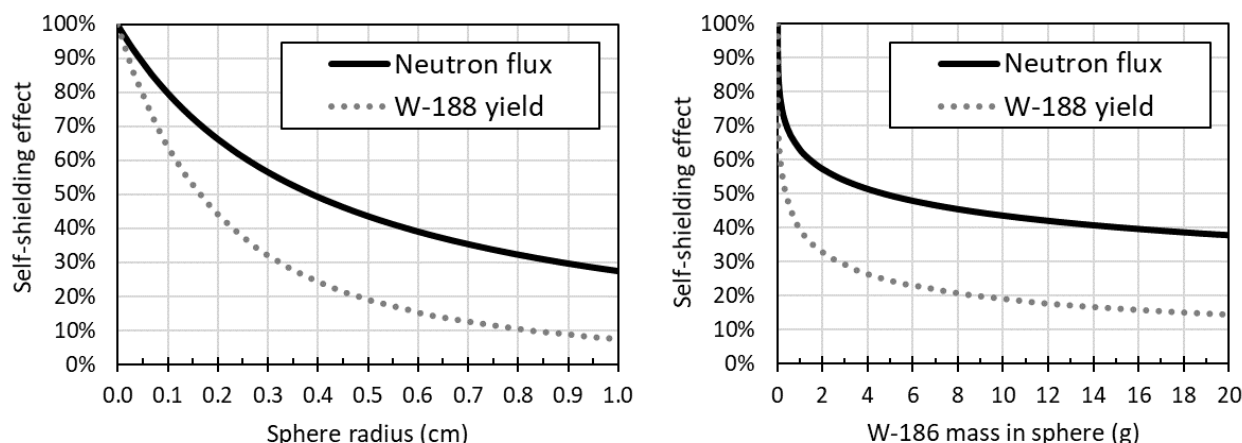 Self-shielding effect
100%
90%
80%
70%
60%
50%
40%
30%
20%
10%
0%
Neutron flux
W-188 yield
0.0 0.1 0.2 0.3 0.4 0.5 0.6 0.7 0.8 0.9 1.0
Sphere radius (cm)
Self-shielding effect
100%
90%
80%
70%
60%
50%
40%
30%
20%
10%
0%
Neutron flux
W-188 yield
0 2 4 6 8 10 12 14 16 18 20
W-186 mass in sphere (g)